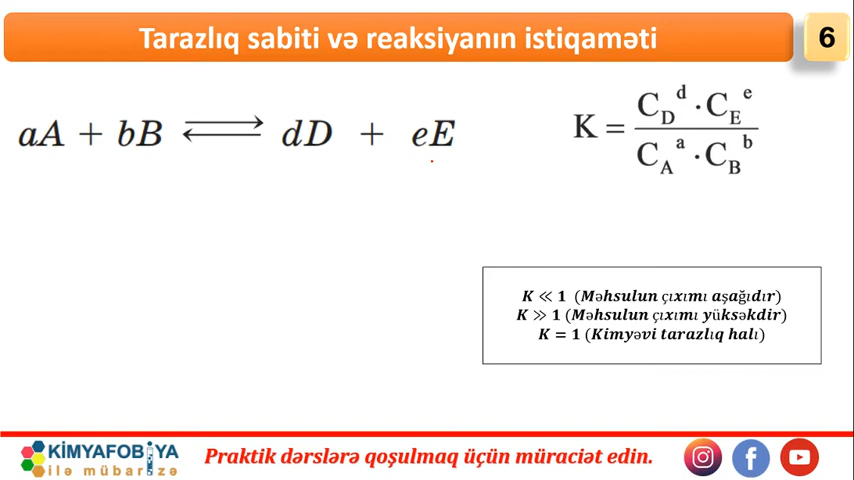 Tarazlıq sabiti və reaksiyanın istiqaməti
6
aA + bB ⇌ dD + eE
K = (C_D^d · C_E^e) / (C_A^a · C_B^b)
K ≪ 1 (Məhsulun çıxımı aşağıdır)
K ≫ 1 (Məhsulun çıxımı yüksəkdir)
K = 1 (Kimyəvi tarazlıq halı)
KİMYAFOBİYA
ilə mübarizə
Praktik dərslərə qoşulmaq üçün müraciət edin.